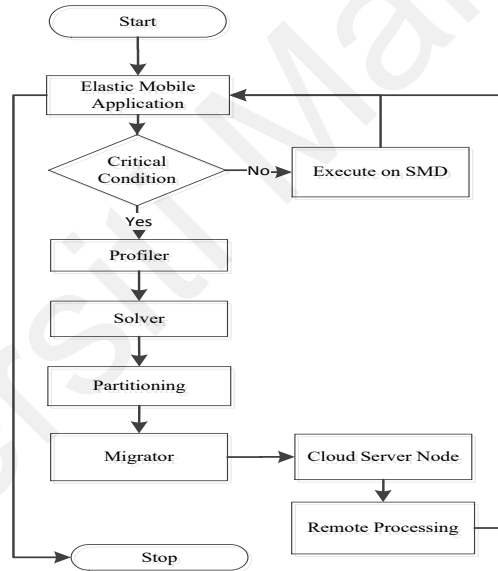 Start
Elastic Mobile
Application
Critical
Condition
No
Execute on SMD
Yes
Profiler
Solver
Partitioning
Migrator
Cloud Server Node
Remote Processing
Stop